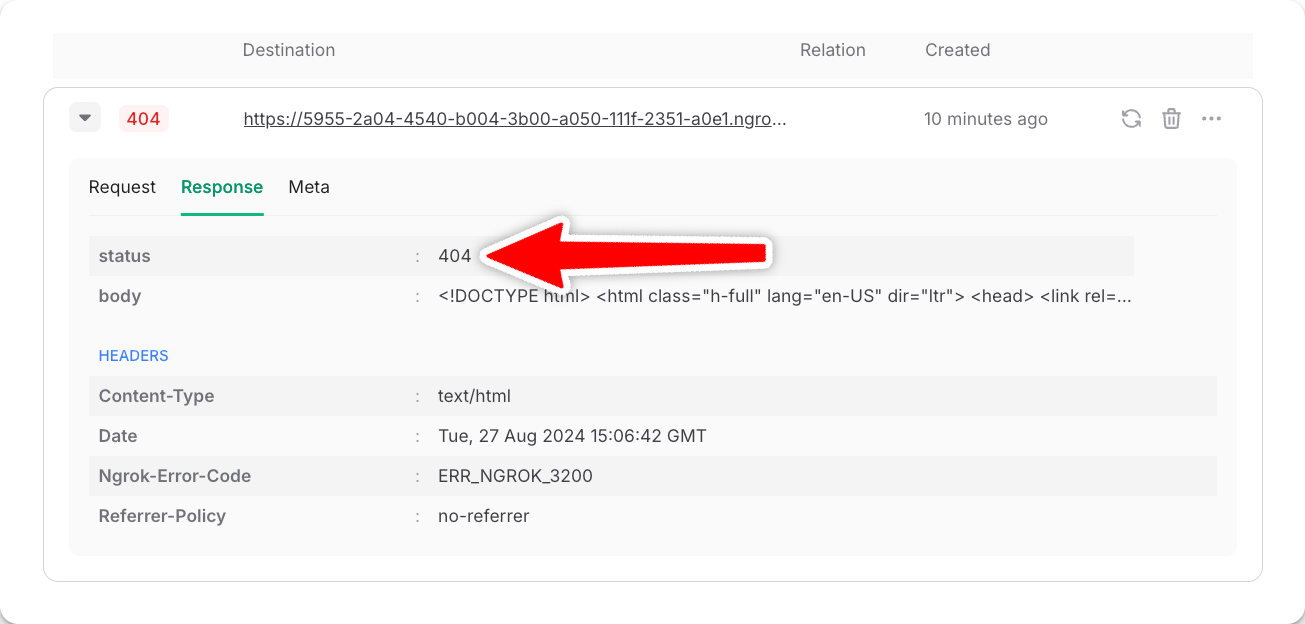 Destination Relation Created
404 https://5955-2a04-4540-b004-3b00-a050-111f-2351-a0e1.ngro... 10 minutes ago
Request Response Meta
status : 404
body : <!DOCTYPE html> <html class="h-full" lang="en-US" dir="ltr"> <head> <link rel=...
HEADERS
Content-Type : text/html
Date : Tue, 27 Aug 2024 15:06:42 GMT
Ngrok-Error-Code : ERR_NGROK_3200
Referrer-Policy : no-referrer